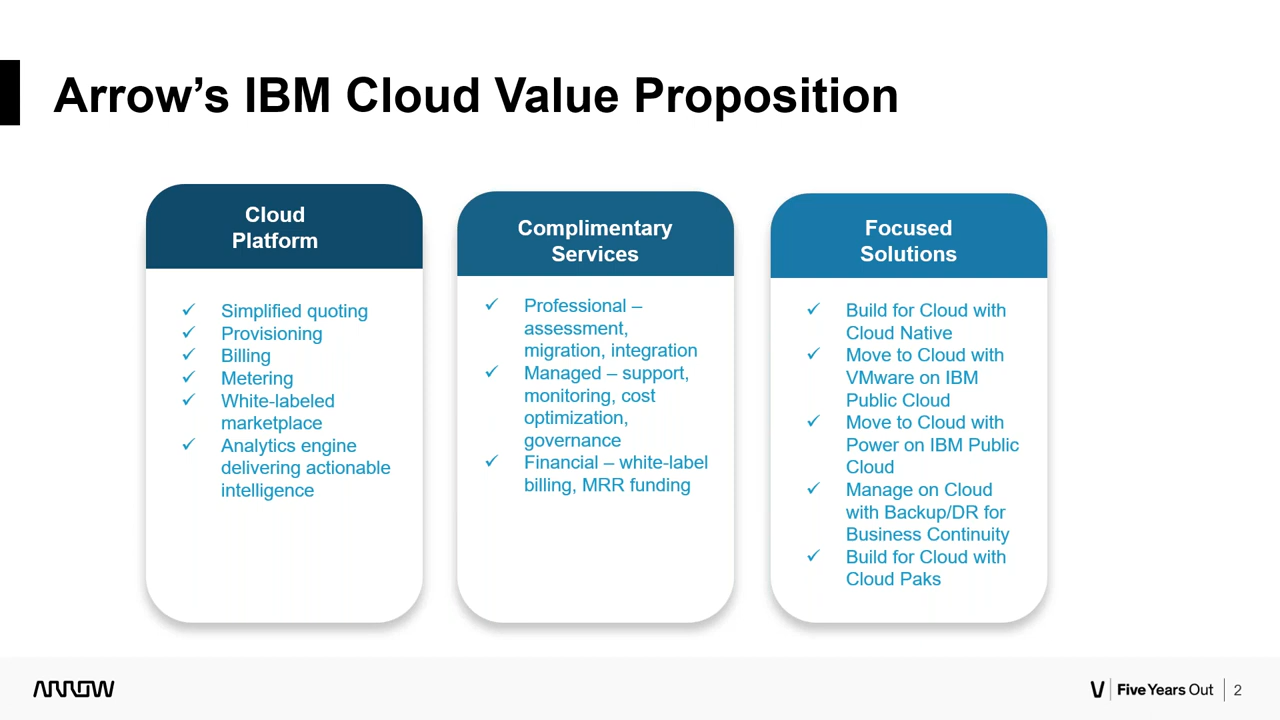 Arrow’s IBM Cloud Value Proposition
Cloud
Platform
Simplified quoting
Provisioning
Billing
Metering
White-labeled
marketplace
Analytics engine
delivering actionable
intelligence
Complimentary
Services
Professional –
assessment,
migration, integration
Managed – support,
monitoring, cost
optimization,
governance
Financial – white-label
billing, MRR funding
Focused
Solutions
Build for Cloud with
Cloud Native
Move to Cloud with
VMware on IBM
Public Cloud
Move to Cloud with
Power on IBM Public
Cloud
Manage on Cloud
with Backup/DR for
Business Continuity
Build for Cloud with
Cloud Paks
ARROW
Five Years Out
2